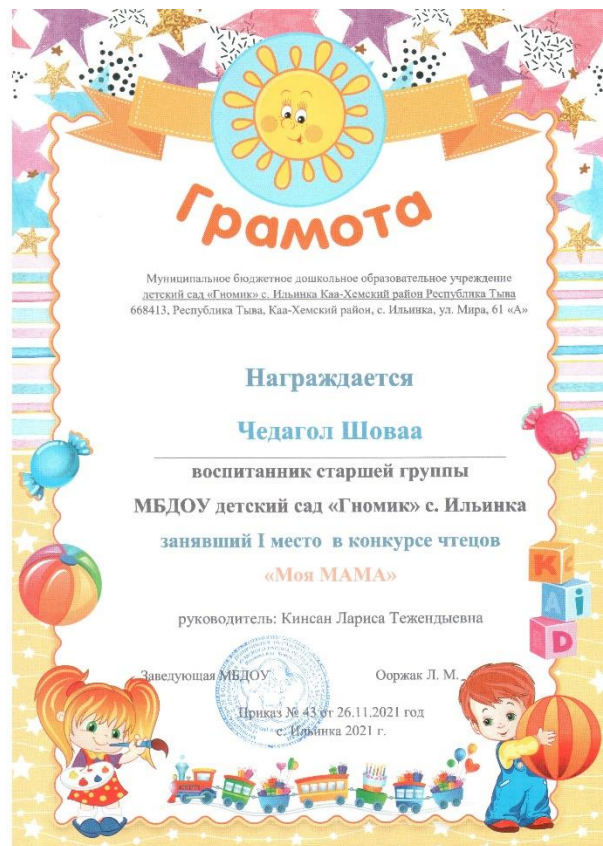 Грамота
Муниципальное бюджетное дошкольное образовательное учреждение
детский сад «Гномик» с. Ильинка Каа-Хемский район Республика Тыва
668413, Республика Тыва, Каа-Хемский район, с. Ильинка, ул. Мира, 61 «А»
Награждается
Чедагол Шоваа
воспитанник старшей группы
МБДОУ детский сад «Гномик» с. Ильинка
занявший I место в конкурсе чтецов
«Моя МАМА»
K
A i
D
руководитель: Кинсан Лариса Тежендыевна
Заведующая МБДОУ Ооржак Л. М.
Приказ № 43 от 26.11.2021 год
с. Ильинка 2021 г.